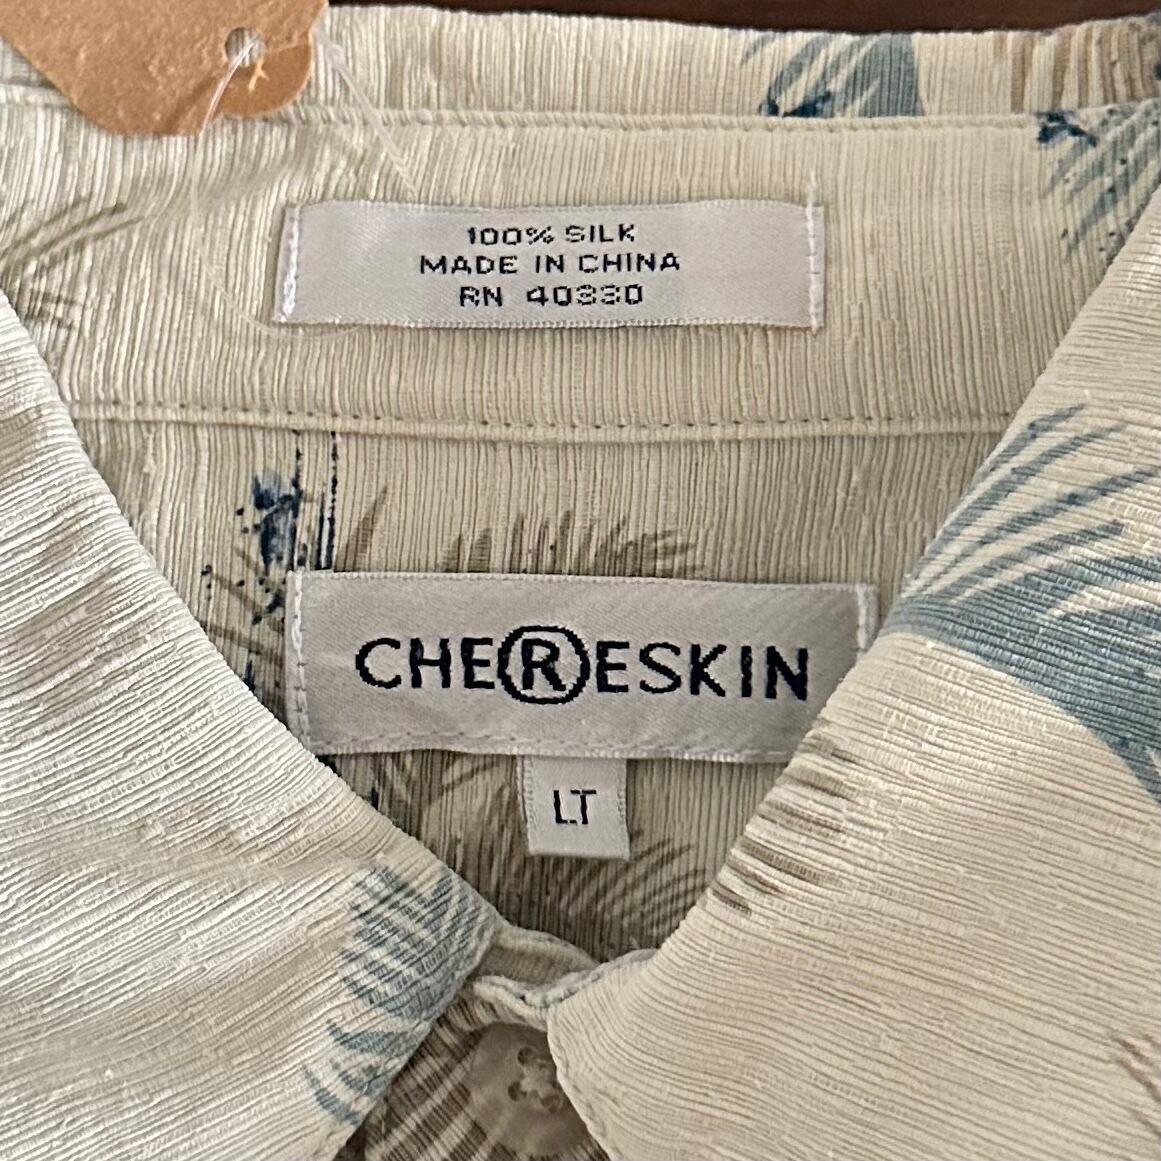 100% SILK
MADE IN CHINA
RN 40330
CHE®ESKIN
LT